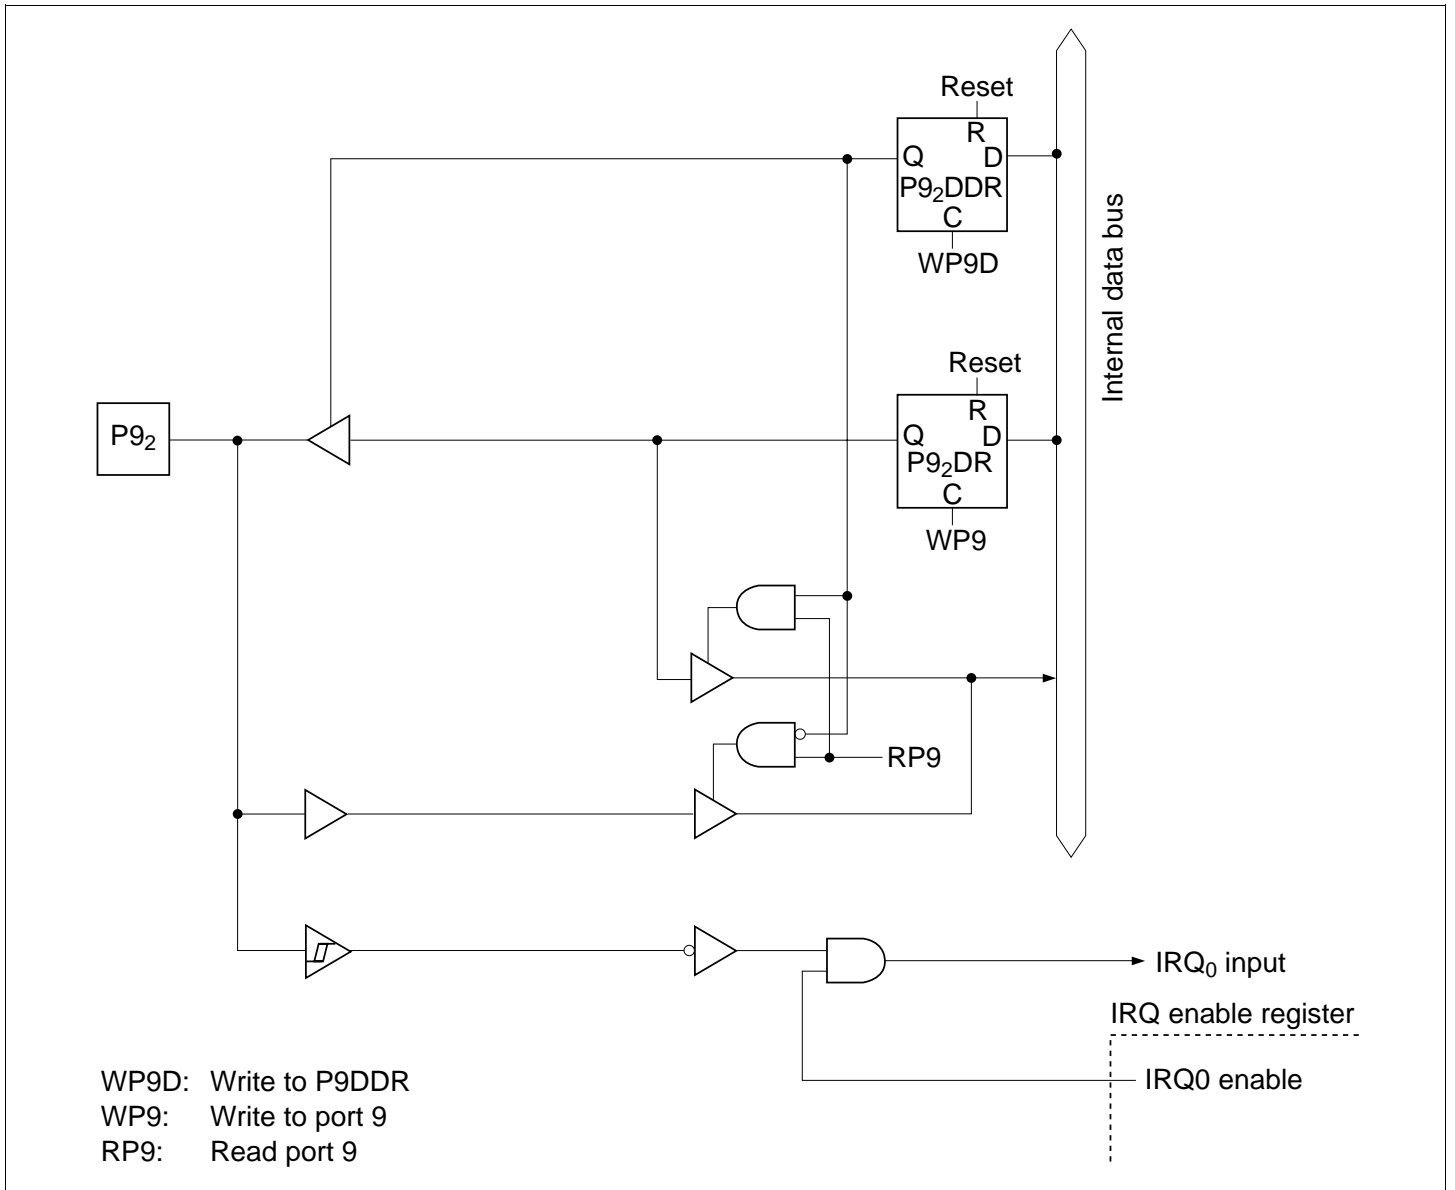 Reset
R
Q D
P9₂DDR
C
WP9D
Internal data bus
Reset
R
P9₂
Q D
P9₂DR
C
WP9
RP9
IRQ₀ input
IRQ enable register
IRQ0 enable
WP9D: Write to P9DDR
WP9: Write to port 9
RP9: Read port 9